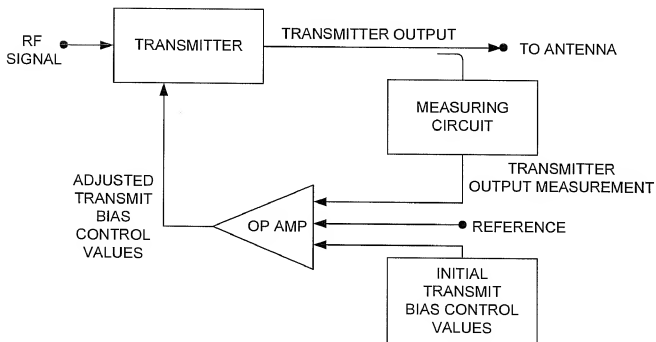 RF
SIGNAL
TRANSMITTER
TRANSMITTER OUTPUT
TO ANTENNA
MEASURING
CIRCUIT
TRANSMITTER
OUTPUT MEASUREMENT
ADJUSTED
TRANSMIT
BIAS
CONTROL
VALUES
OP AMP
REFERENCE
INITIAL
TRANSMIT
BIAS CONTROL
VALUES